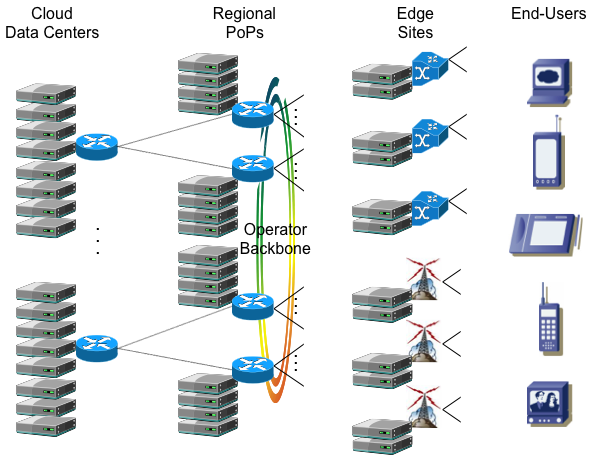 Cloud
Data Centers
Regional
PoPs
Edge
Sites
End-Users
Operator
Backbone